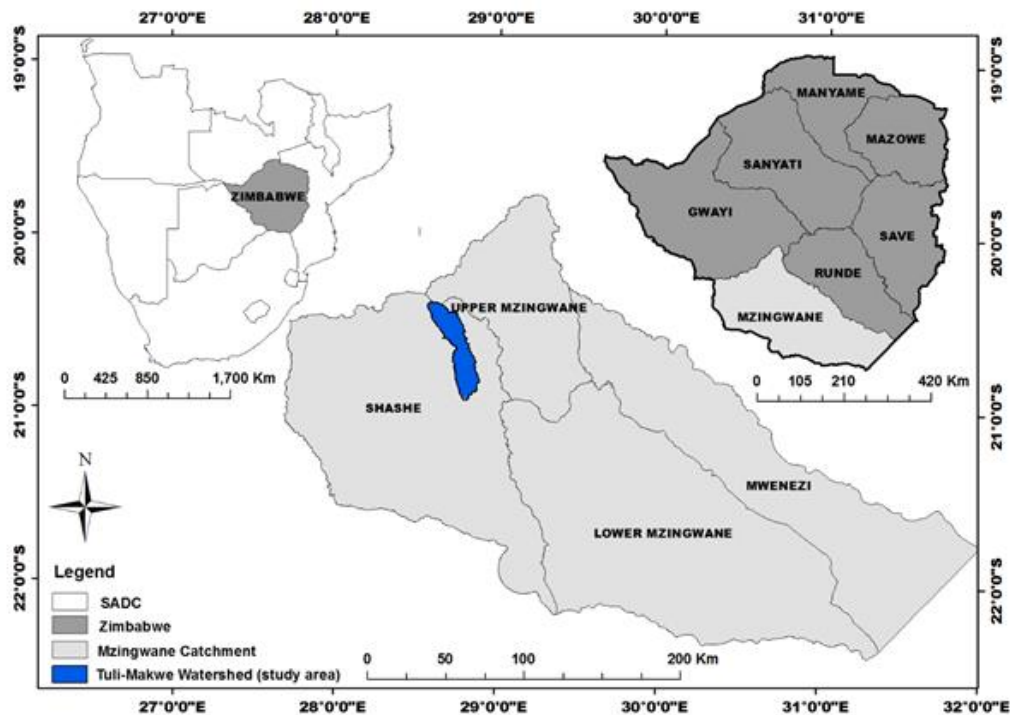 27°0'0"E 28°0'0"E 29°0'0"E 30°0'0"E 31°0'0"E
19°0'0"S
20°0'0"S
21°0'0"S
22°0'0"S
19°0'0"S
20°0'0"S
21°0'0"S
22°0'0"S
ZIMBABWE
0 425 850 1,700 Km
MANYAME
MAZOWE
SANYATI
GWAYI
SAVE
RUNDE
MZINGWANE
0 105 210 420 Km
UPPER MZINGWANE
SHASHE
MWENEZI
LOWER MZINGWANE
N
Legend
SADC
Zimbabwe
Mzingwane Catchment
Tuli-Makwe Watershed (study area)
0 50 100 200 Km
27°0'0"E 28°0'0"E 29°0'0"E 30°0'0"E 31°0'0"E 32°0'0"E